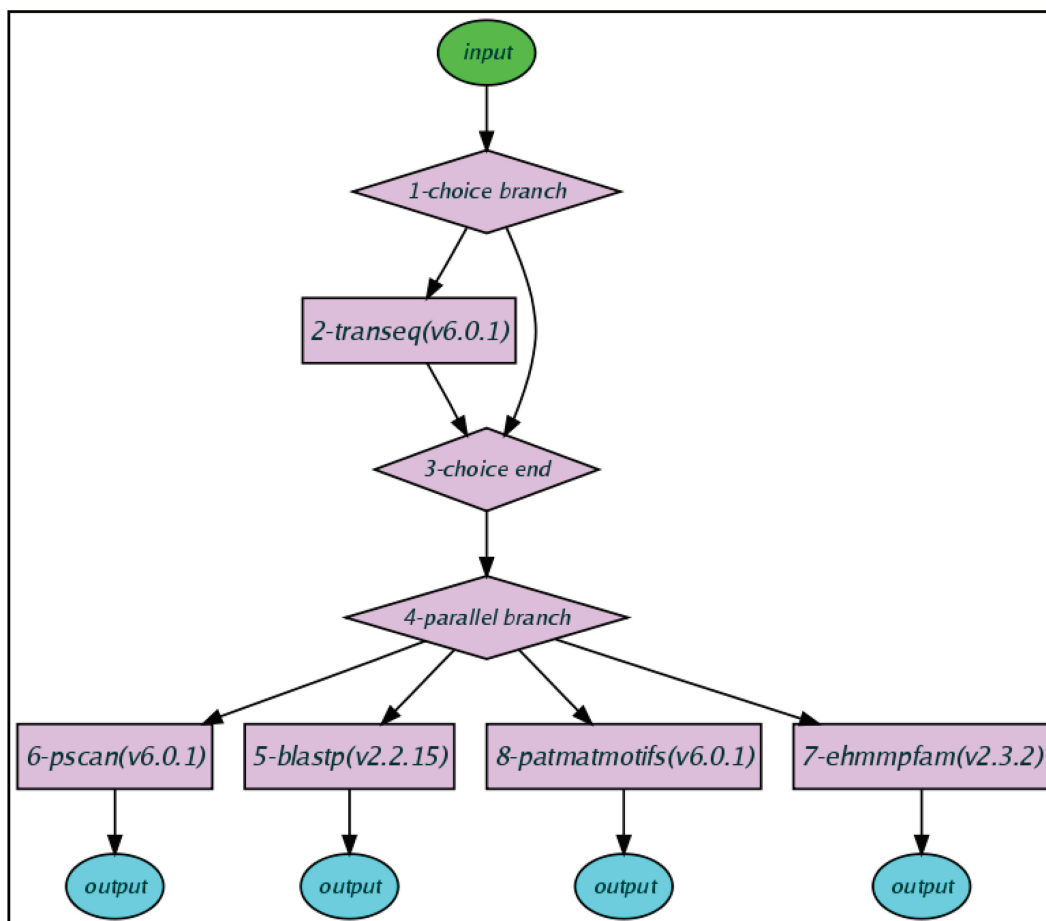 input
1-choice branch
2-transeq(v6.0.1)
3-choice end
4-parallel branch
6-pscan(v6.0.1)
5-blastp(v2.2.15)
8-patmatmotifs(v6.0.1)
7-ehmmpfam(v2.3.2)
output
output
output
output